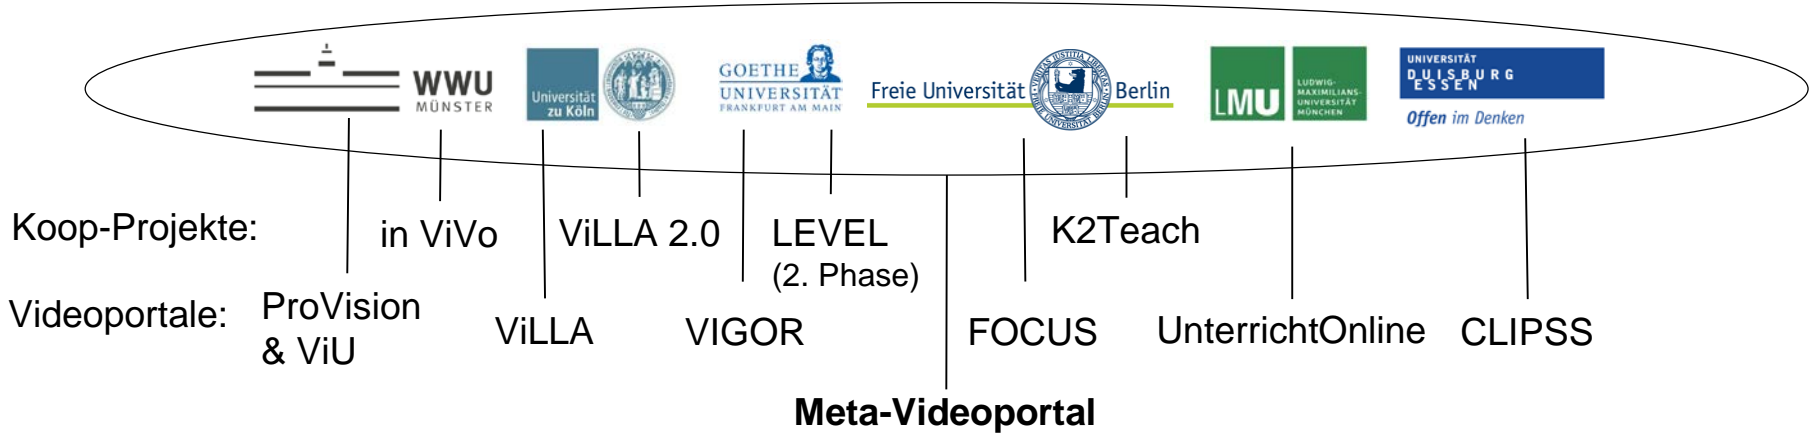 WWU
MÜNSTER
Universität
zu Köln
GOETHE
UNIVERSITÄT
FRANKFURT AM MAIN
Freie Universität Berlin
LMU
LUDWIG-
MAXIMILIANS-
UNIVERSITÄT
MÜNCHEN
UNIVERSITÄT
DUISBURG
ESSEN
Offen im Denken
Koop-Projekte:
in ViVo
ViLLA 2.0
LEVEL
(2. Phase)
K2Teach
Videoportale:
ProVision
& ViU
ViLLA
VIGOR
FOCUS
UnterrichtOnline
CLIPSS
Meta-Videoportal